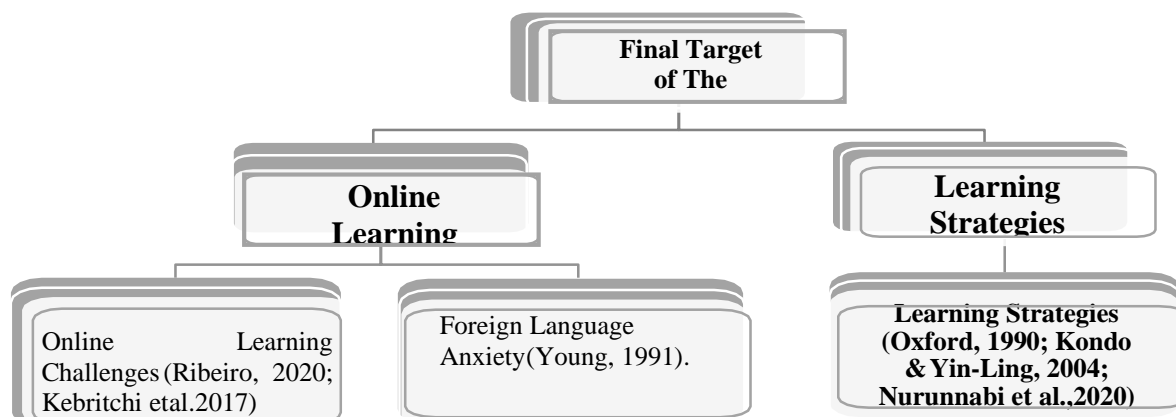 Final Target
of The
Online
Learning
Learning
Strategies
Online Learning
Challenges(Ribeiro, 2020;
Kebritchi etal.2017)
Foreign Language
Anxiety(Young, 1991).
Learning Strategies
(Oxford, 1990; Kondo
& Yin-Ling, 2004;
Nurunnabi et al.,2020)